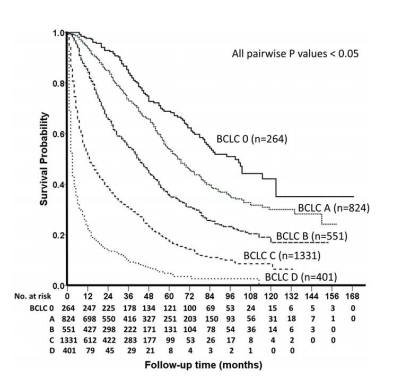 All pairwise P values < 0.05
Survival Probability
1.0
0.8
0.6
0.4
0.2
0.0
BCLC 0 (n=264)
BCLC A (n=824)
BCLC B (n=551)
BCLC C (n=1331)
BCLC D (n=401)
No. at risk 0 12 24 36 48 60 72 84 96 108 120 132 144 156 168
BCLC 0 264 247 225 178 134 121 100 69 53 24 15 6 5 3 0
A 824 698 550 416 327 251 203 150 93 56 31 18 7 1 0
B 551 427 298 222 171 131 104 78 54 36 14 6 3 0
C 1331 612 422 283 177 99 53 26 17 8 4 2 0
D 401 79 45 29 21 8 4 3 2 1 0 0
Follow-up time (months)